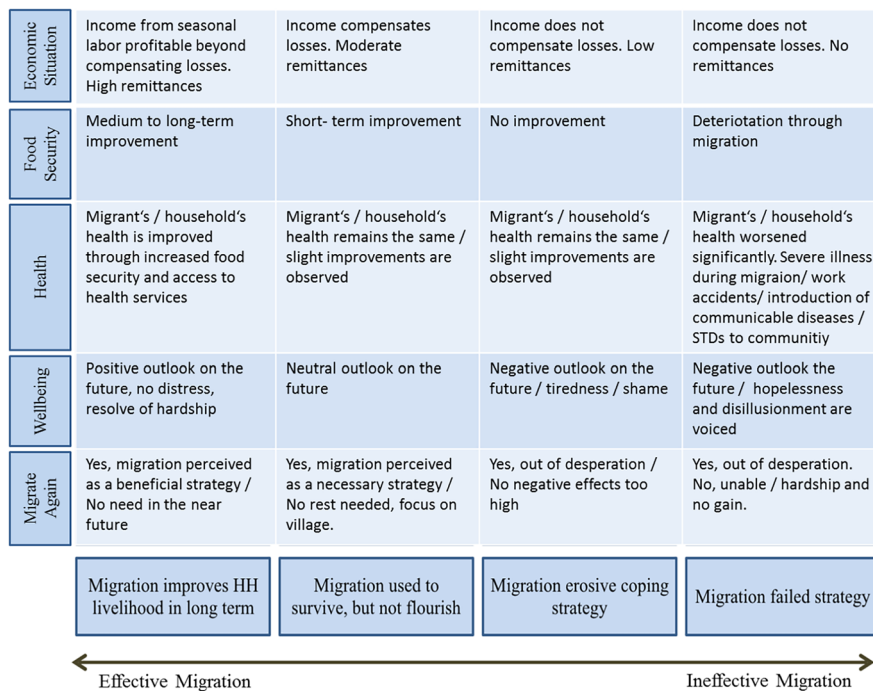 Economic
Situation
Income from seasonal
labor profitable beyond
compensating losses.
High remittances
Income compensates
losses. Moderate
remittances
Income does not
compensate losses. Low
remittances
Income does not
compensate losses. No
remittances
Food
Security
Medium to long-term
improvement
Short- term improvement
No improvement
Deteriotation through
migration
Health
Migrant‘s / household‘s
health is improved
through increased food
security and access to
health services
Migrant‘s / household‘s
health remains the same /
slight improvements are
observed
Migrant‘s / household‘s
health remains the same /
slight improvements are
observed
Migrant‘s / household‘s
health worsened
significantly. Severe illness
during migraion/ work
accidents/ introduction of
communicable diseases /
STDs to communitiy
Wellbeing
Positive outlook on the
future, no distress,
resolve of hardship
Neutral outlook on the
future
Negative outlook on the
future / tiredness / shame
Negative outlook the
future / hopelessness
and disillusionment are
voiced
Migrate
Again
Yes, migration perceived
as a beneficial strategy /
No need in the near
future
Yes, migration perceived
as a necessary strategy /
No rest needed, focus on
village.
Yes, out of desperation /
No negative effects too
high
Yes, out of desperation.
No, unable / hardship and
no gain.
Migration improves HH
livelihood in long term
Migration used to
survive, but not flourish
Migration erosive coping
strategy
Migration failed strategy
Effective Migration
Ineffective Migration